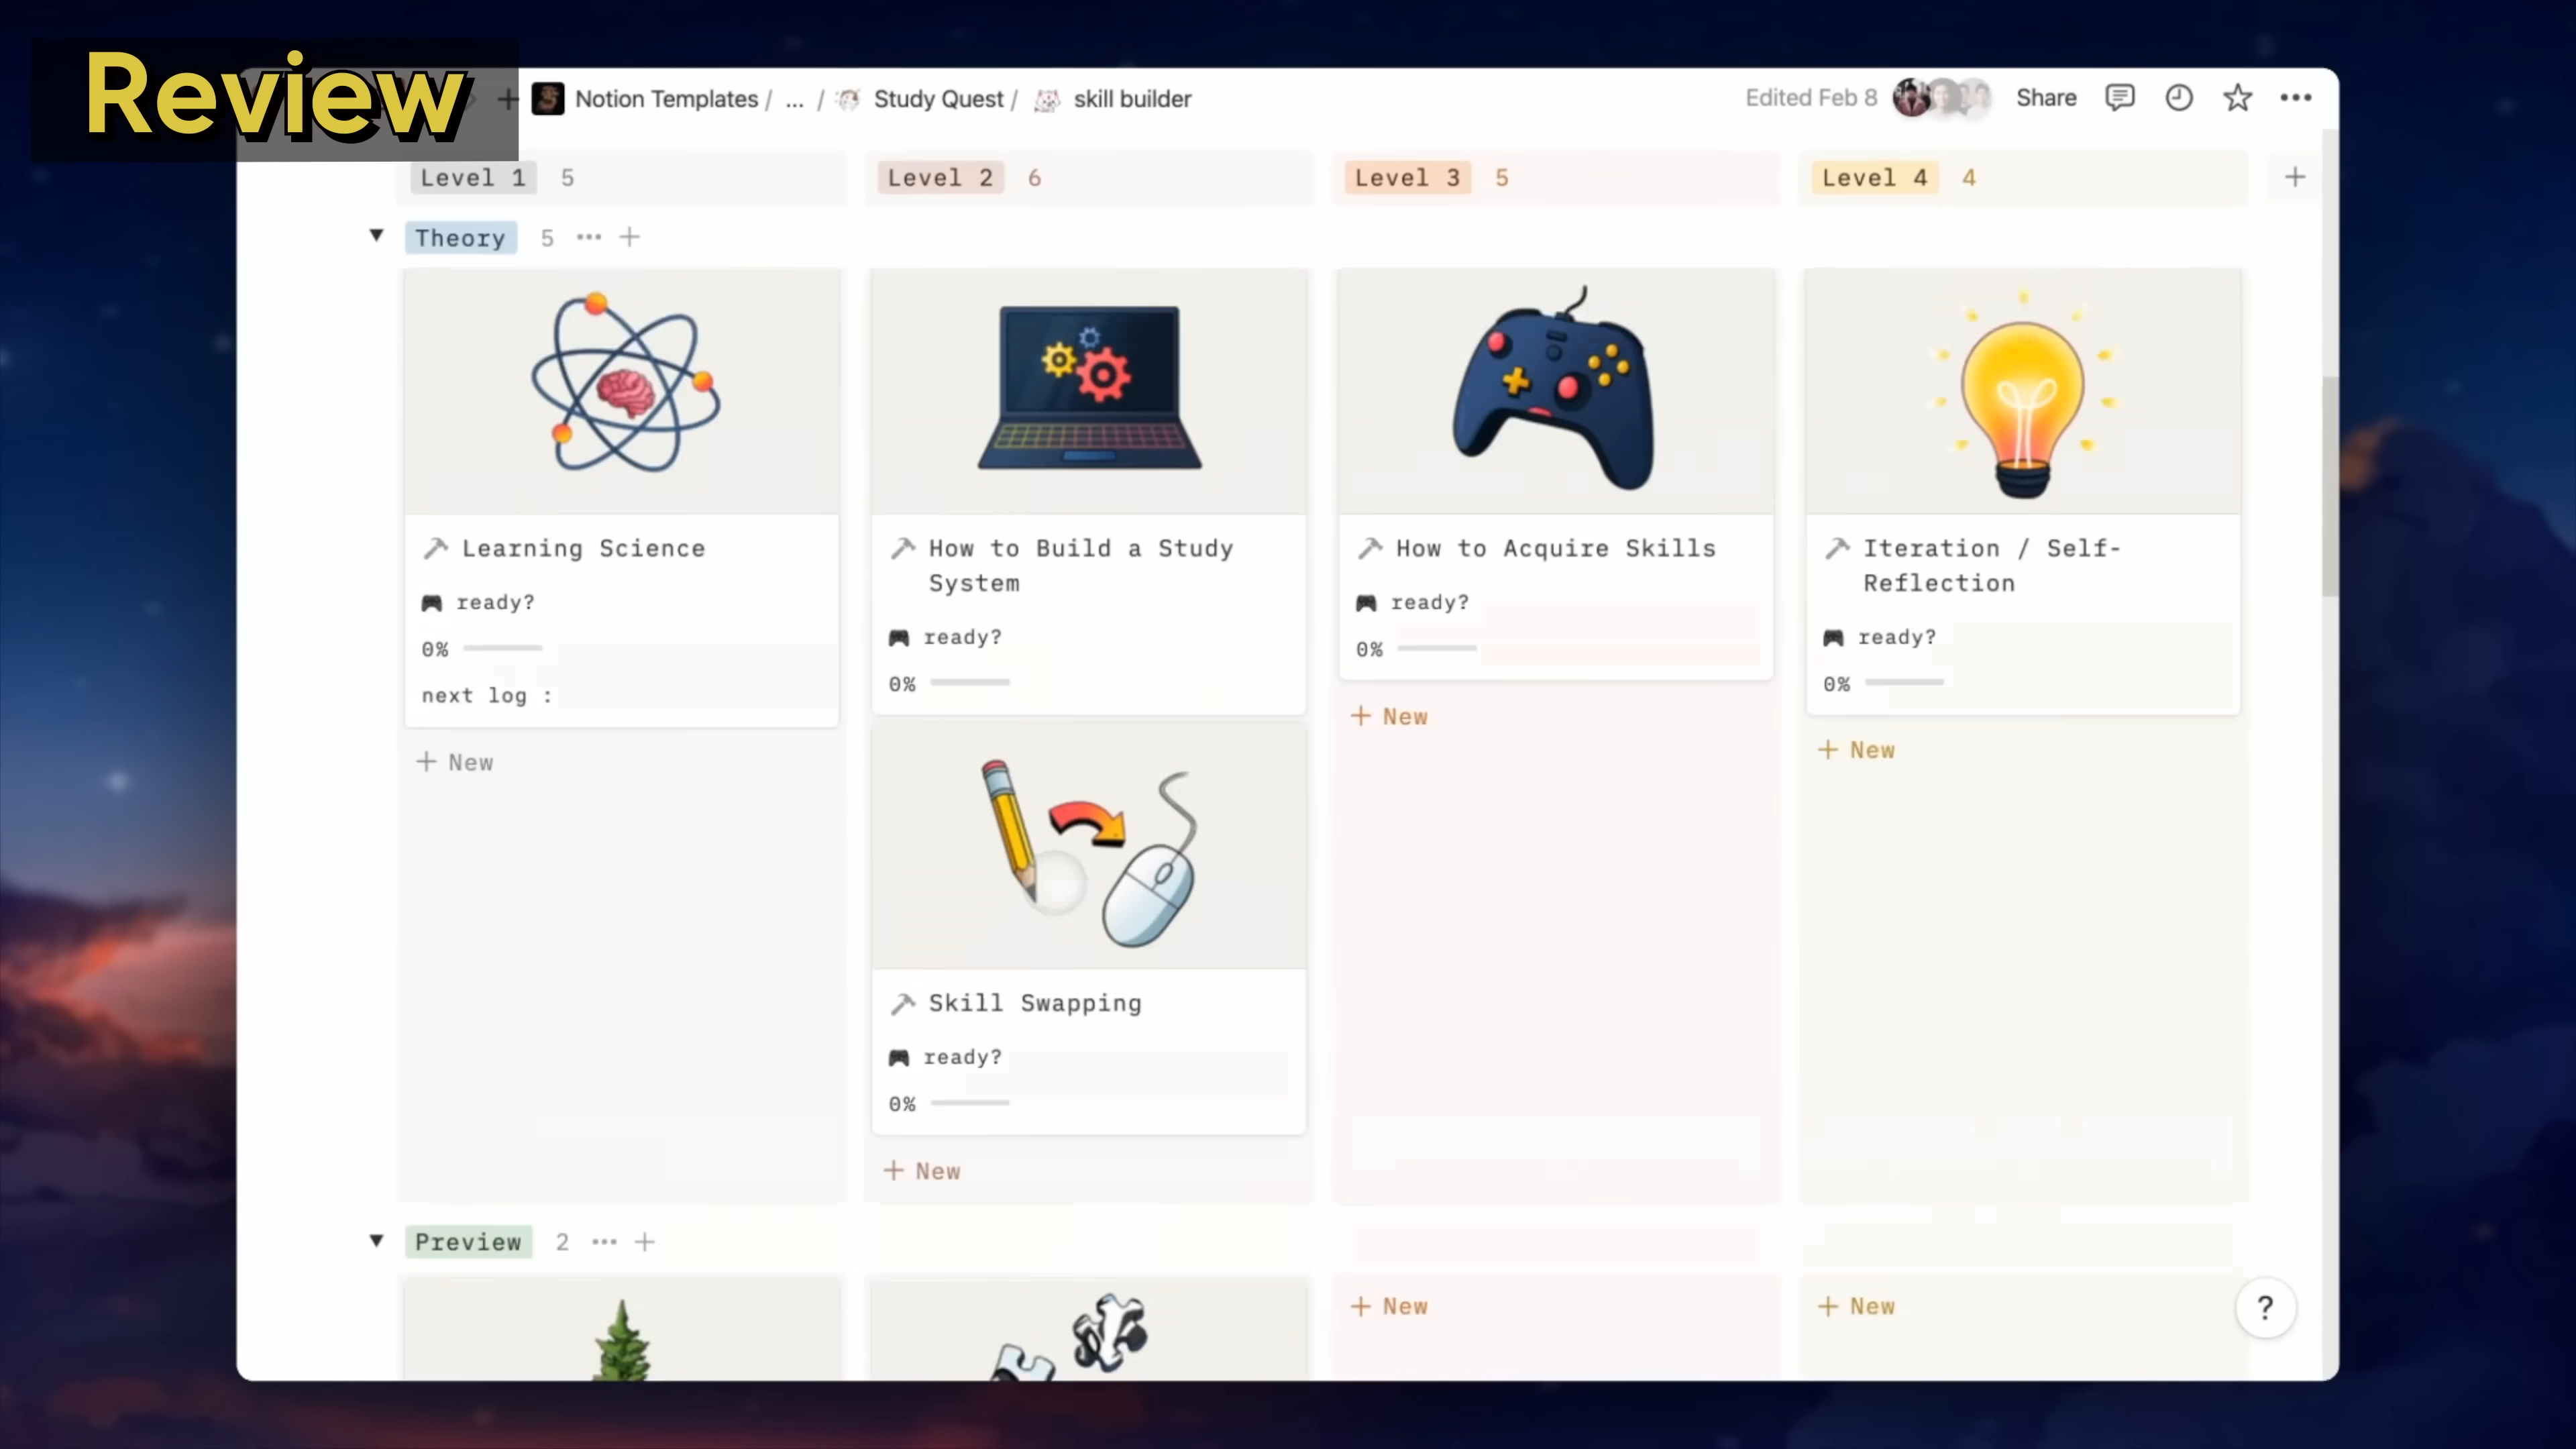 Review
Notion Templates / ... / Study Quest / skill builder
Edited Feb 8
Share
Level 1 5
Level 2 6
Level 3 5
Level 4 4
Theory 5
Learning Science
ready?
0%
next log :
+ New
How to Build a Study
System
ready?
0%
Skill Swapping
ready?
0%
+ New
How to Acquire Skills
ready?
0%
+ New
Iteration / Self-
Reflection
ready?
0%
+ New
Preview 2
+ New
+ New
?